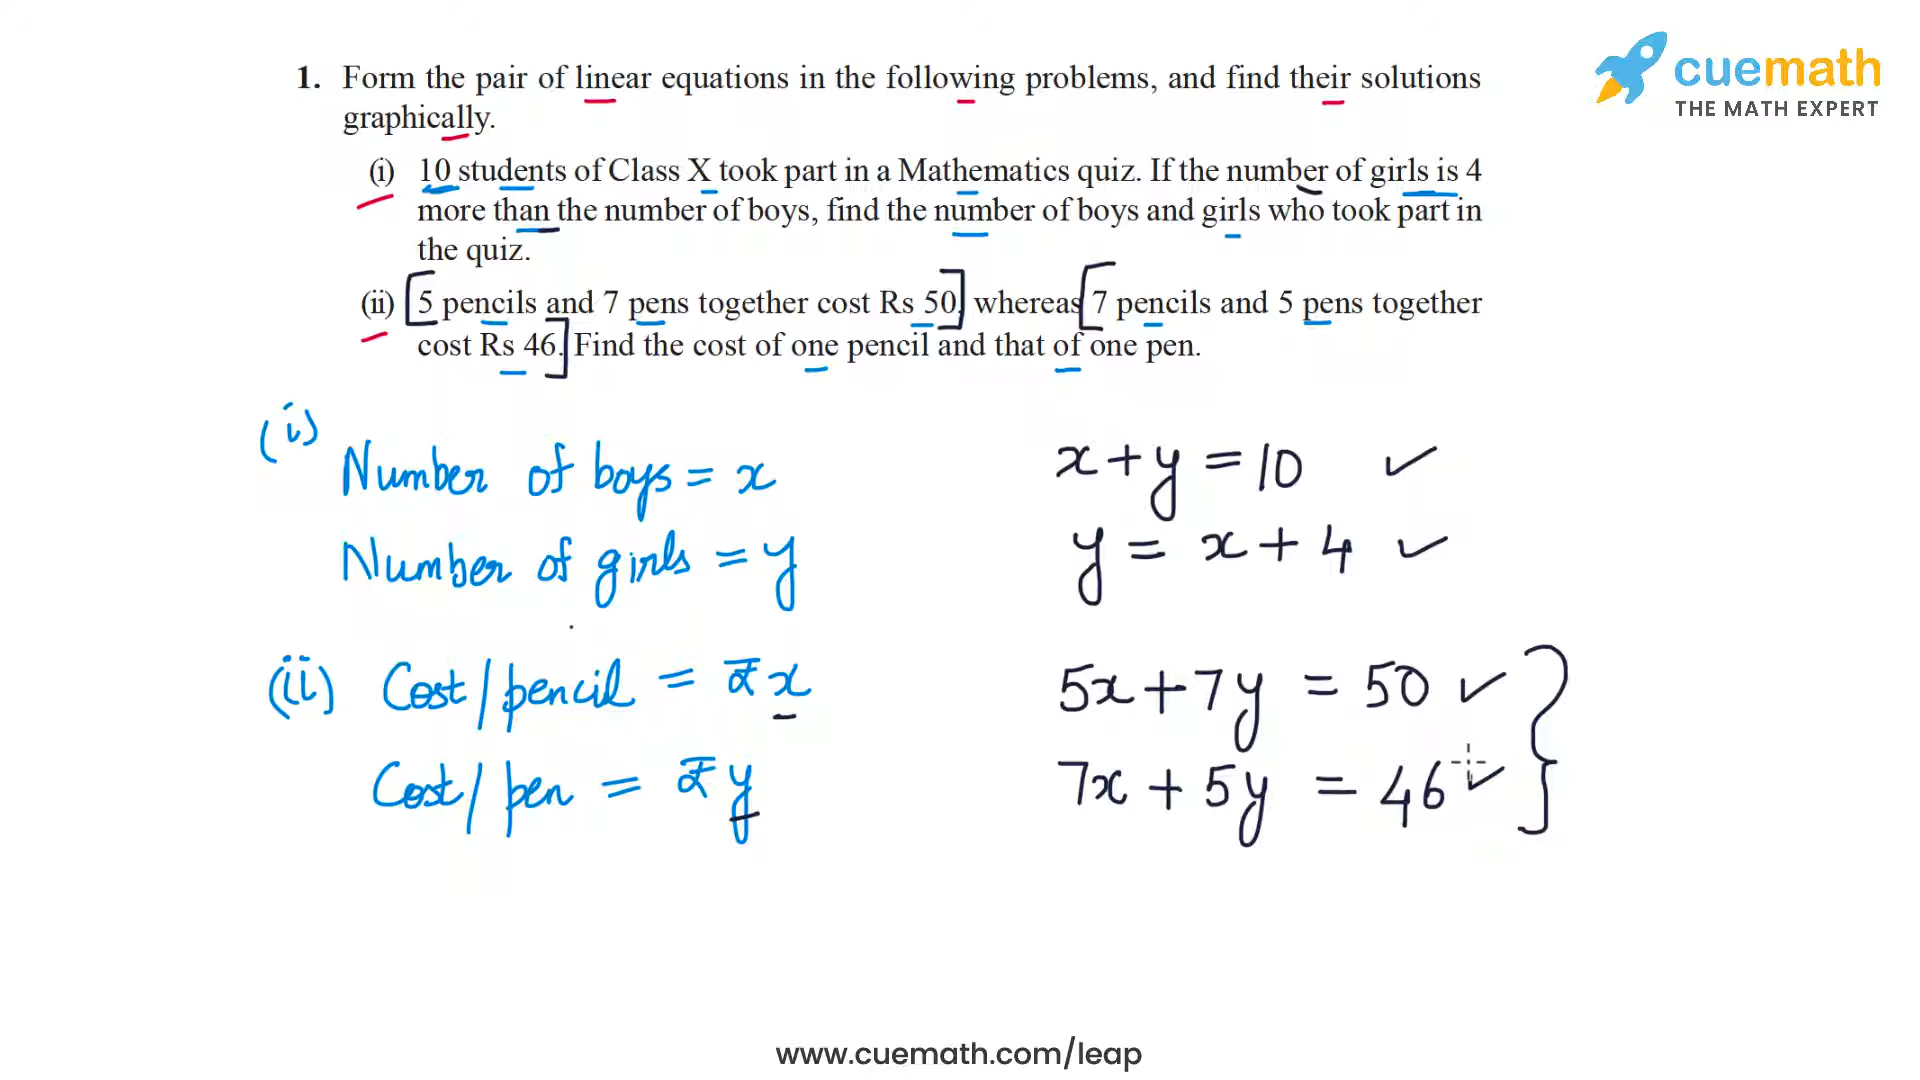 cuemath
THE MATH EXPERT
1. Form the pair of linear equations in the following problems, and find their solutions
graphically.
(i) 10 students of Class X took part in a Mathematics quiz. If the number of girls is 4
more than the number of boys, find the number of boys and girls who took part in
the quiz.
(ii) [5 pencils and 7 pens together cost Rs 50,] whereas [7 pencils and 5 pens together
cost Rs 46.] Find the cost of one pencil and that of one pen.
(i)
Number of boys = x
x + y = 10 ✓
Number of girls = y
y = x + 4 ✓
(ii) Cost/pencil = ₹ x
5x + 7y = 50 ✓
Cost/pen = ₹ y
7x + 5y = 46 ✓
www.cuemath.com/leap